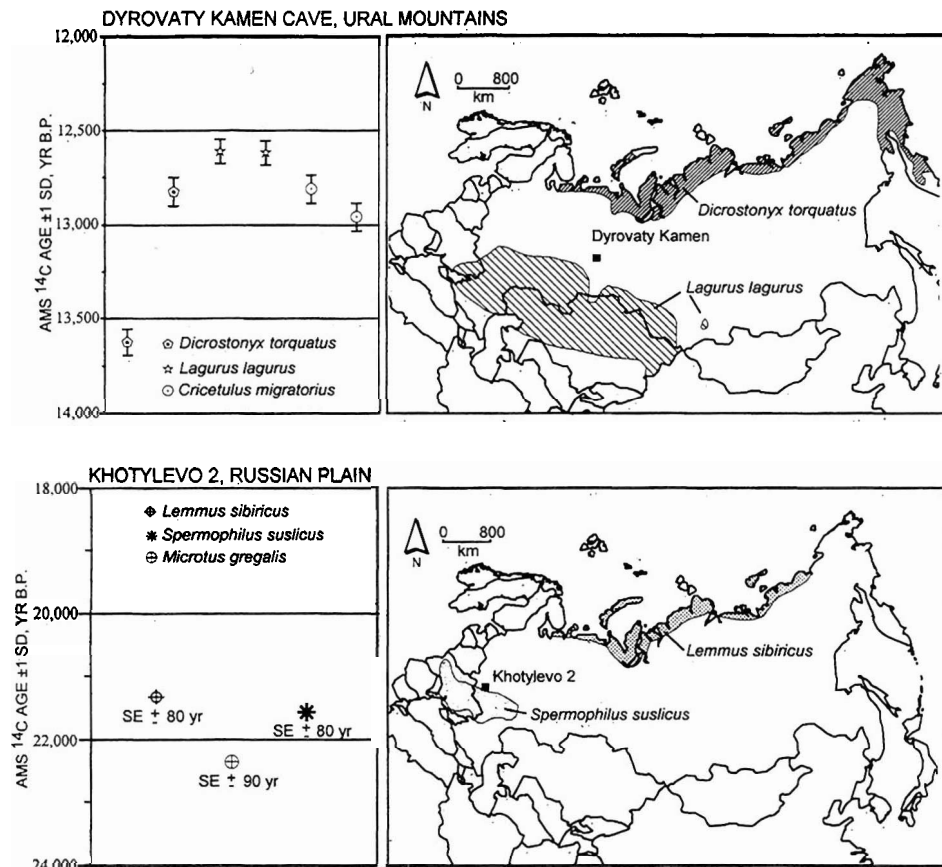 DYROVATY KAMEN CAVE, URAL MOUNTAINS
12,000
12,500
13,000
13,500
14,000
AMS 14C AGE ±1 SD, YR B.P.
Dicrostonyx torquatus
Lagurus lagurus
Cricetulus migratorius
N
0 800
km
Dicrostonyx torquatus
Dyrovaty Kamen
Lagurus lagurus
KHOTYLEVO 2, RUSSIAN PLAIN
18,000
20,000
22,000
24,000
AMS 14C AGE ±1 SD, YR B.P.
Lemmus sibiricus
Spermophilus suslicus
Microtus gregalis
SE ± 80 yr
SE ± 80 yr
SE ± 90 yr
N
0 800
km
Lemmus sibiricus
Khotylevo 2
Spermophilus suslicus